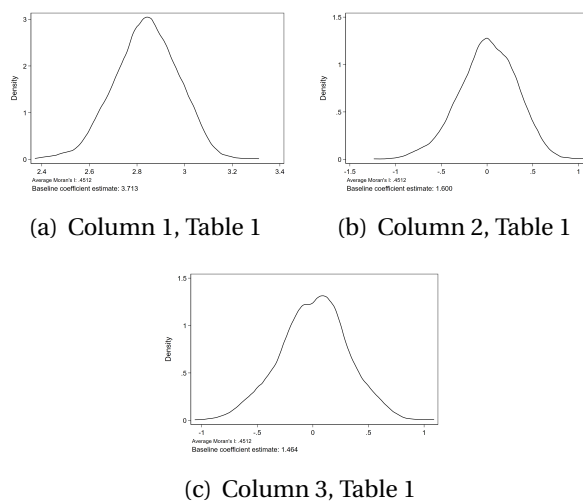 3
2
1
0
Density
2.4 2.6 2.8 3 3.2 3.4
Average Moran's I: .4512
Baseline coefficient estimate: 3.713
(a) Column 1, Table 1
1.5
1
.5
0
Density
-1.5 -1 -.5 0 .5 1
Average Moran's I: .4512
Baseline coefficient estimate: 1.600
(b) Column 2, Table 1
1.5
1
.5
0
Density
-1 -.5 0 .5 1
Average Moran's I: .4512
Baseline coefficient estimate: 1.464
(c) Column 3, Table 1